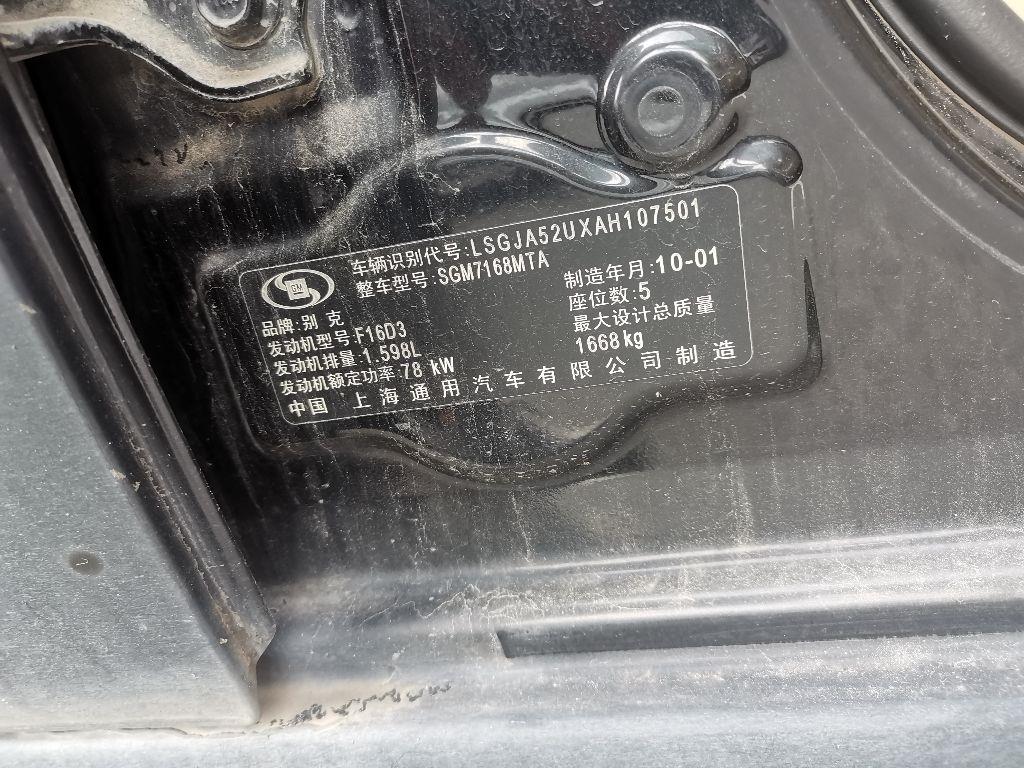 车辆识别代号:LSGJA52UXAH107501
整车型号:SGM7168MTA
制造年月:10-01
GM
品牌:别克
座位数:5
发动机型号:F16D3
最大设计总质量
发动机排量:1.598L
1668kg
发动机额定功率:78 kW
中国 上海通用汽车有限公司制造